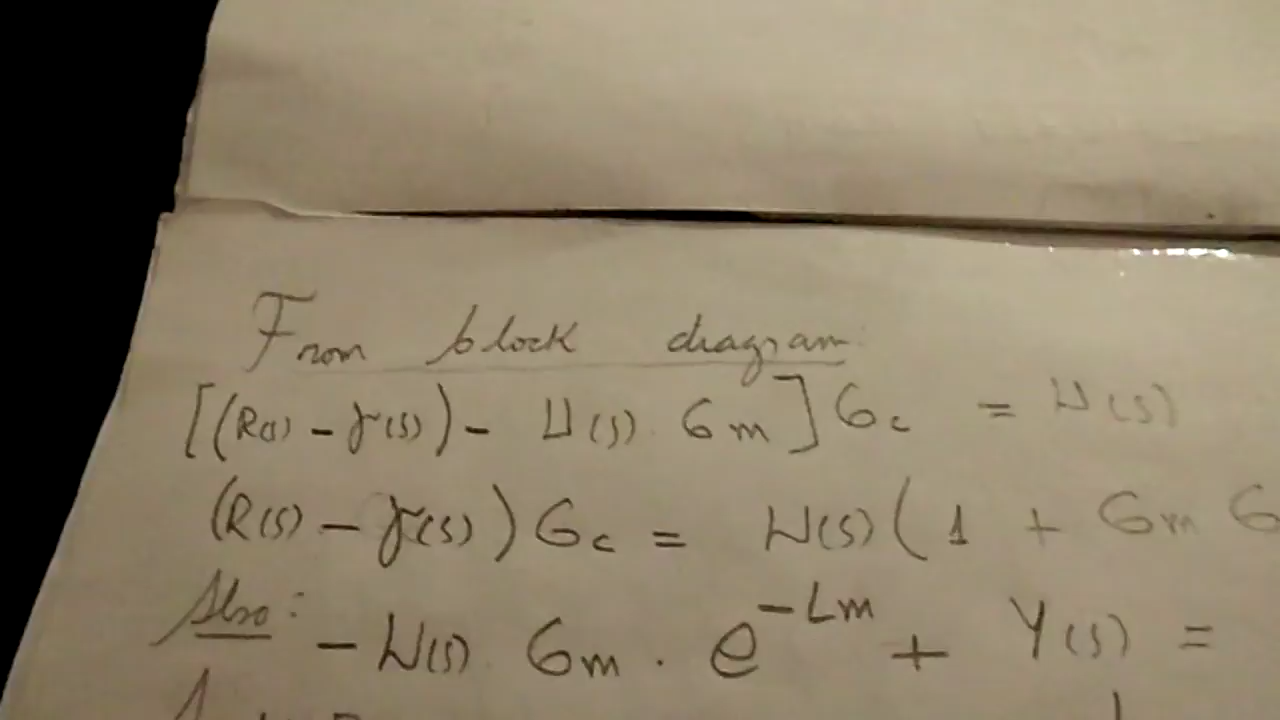 From block diagram
[(R(s) - γ(s)) - U(s) Gm] Gc = U(s)
(R(s) - γ(s)) Gc = U(s) (1 + Gm G
Also: - U(s) Gm · e^{-Lm} + Y(s) =